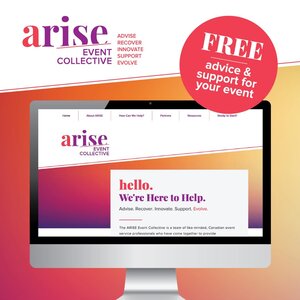 arise
EVENT
COLLECTIVE
ADVISE
RECOVER
INNOVATE
SUPPORT
EVOLVE
FREE
advice &
support for
your event
Home About ARISE How Can We Help? Policies Resources Ready to Start?
arise
EVENT
COLLECTIVE
hello.
We're Here to Help.
Advise. Recover. Innovate. Support. Evolve.
The ARISE Event Collective is a team of like minded, Canadian event
service professionals who have come together to provide